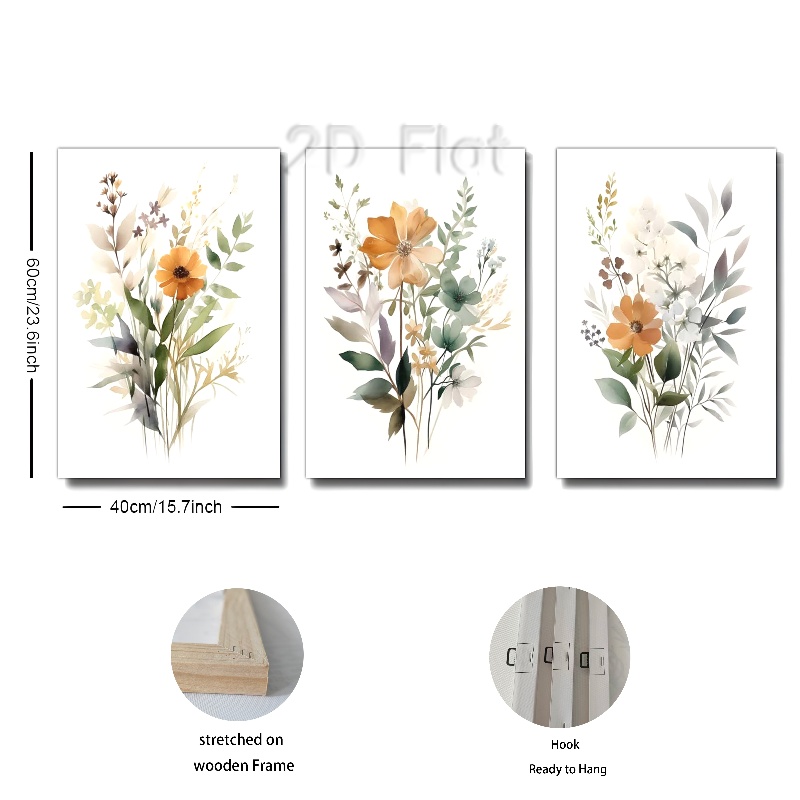 2D Flat
60cm/23.6inch
40cm/15.7inch
stretched on
wooden Frame
Hook
Ready to Hang